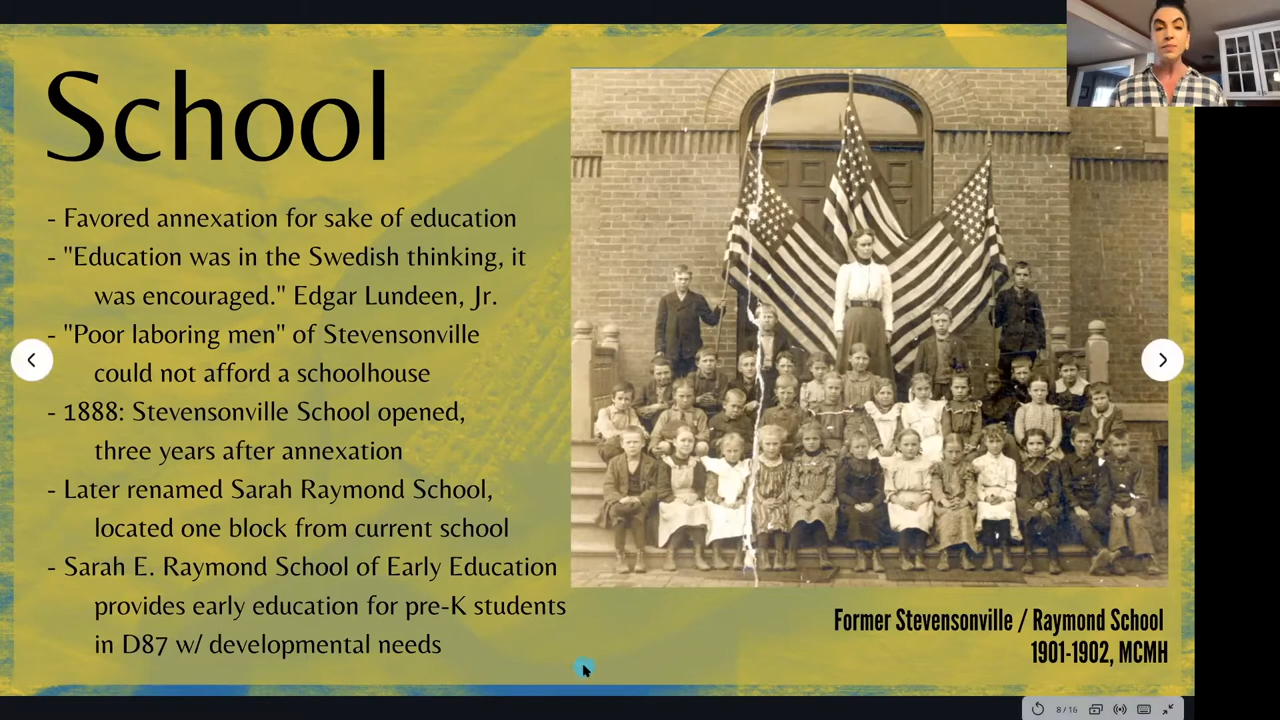 School
- Favored annexation for sake of education
- "Education was in the Swedish thinking, it
was encouraged." Edgar Lundeen, Jr.
- "Poor laboring men" of Stevensonville
could not afford a schoolhouse
- 1888: Stevensonville School opened,
three years after annexation
- Later renamed Sarah Raymond School,
located one block from current school
- Sarah E. Raymond School of Early Education
provides early education for pre-K students
in D87 w/ developmental needs
Former Stevensonville / Raymond School
1901-1902, MCMH
8 / 16